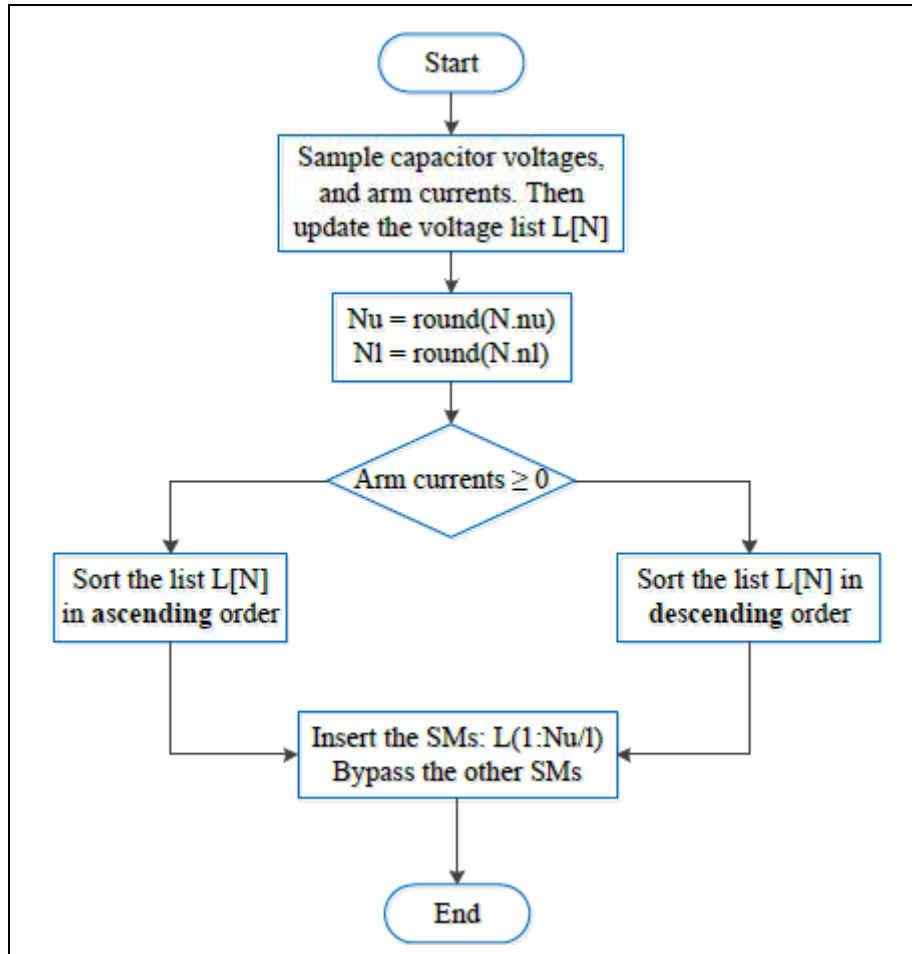 Start
Sample capacitor voltages,
and arm currents. Then
update the voltage list L[N]
Nu = round(N.nu)
Nl = round(N.nl)
Arm currents ≥ 0
Sort the list L[N]
in ascending order
Sort the list L[N] in
descending order
Insert the SMs: L(1:Nu/l)
Bypass the other SMs
End